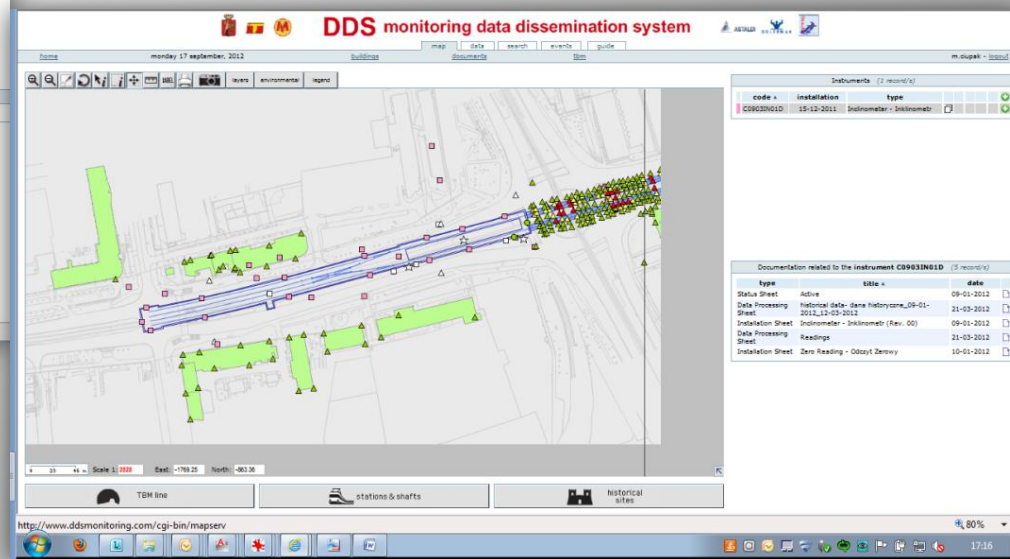 DDS monitoring data dissemination system
ASTALDI
map data search events guide
home monday 17 september, 2012 buildings documents tbm m.ciupak - logout
layers environmental legend
Instruments (1 record/s)
code installation type
C0903IN01D 15-12-2011 Inclinometer - Inklinometr
Documentation related to the instrument C0903IN01D (5 record/s)
type title date
Status Sheet Active 09-01-2012
Data Processing Sheet historical data- dana historyczne_09-01-2012_12-03-2012 21-03-2012
Installation Sheet Inclinometer - Inklinometr (Rev. 00) 09-01-2012
Data Processing Sheet Readings 21-03-2012
Installation Sheet Zero Reading - Odczyt Zerowy 10-01-2012
Scale 1: 2020 East: -1769.25 North: -863.36
TBM line
stations & shafts
historical sites
http://www.ddsmonitoring.com/cgi-bin/mapserv
80%
17:16